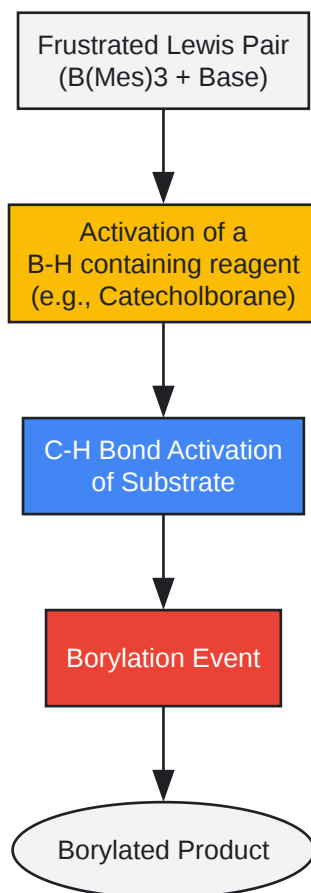 Frustrated Lewis Pair
(B(Mes)3 + Base)
Activation of a
B-H containing reagent
(e.g., Catecholborane)
C-H Bond Activation
of Substrate
Borylation Event
Borylated Product